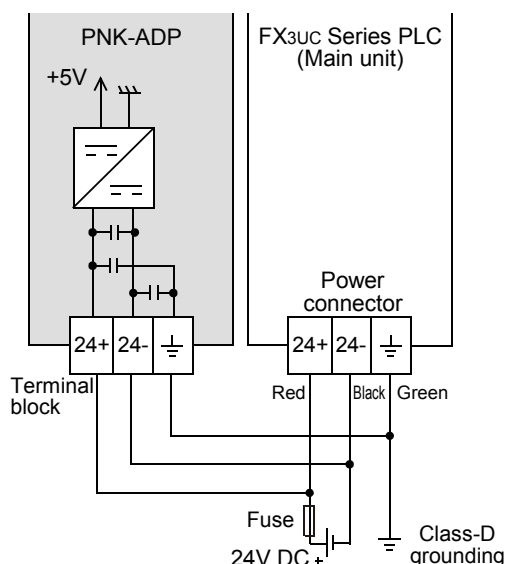 PNK-ADP
FX3UC Series PLC
(Main unit)
+5V
Power
connector
24+ 24-
24+ 24-
Terminal
block
Red
Black
Green
Fuse
24V DC
+
Class-D
grounding